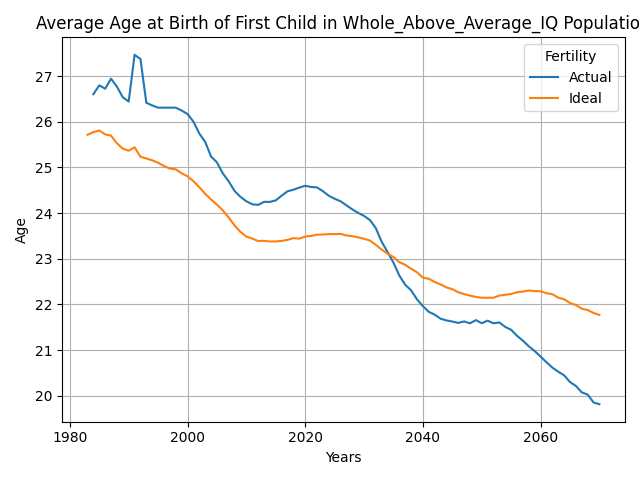 Average Age at Birth of First Child in Whole_Above_Average_IQ Populatio
Fertility
Actual
Ideal
Age
27
26
25
24
23
22
21
20
1980 2000 2020 2040 2060
Years